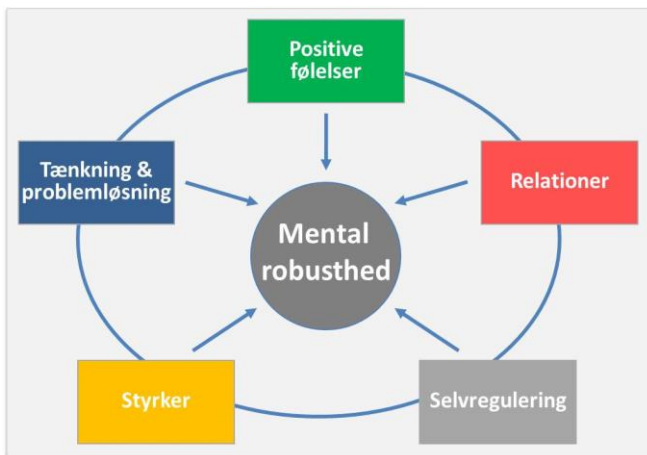 Positive
følelser
Tænkning &
problemløsning
Relationer
Mental
robusthed
Styrker
Selvregulering